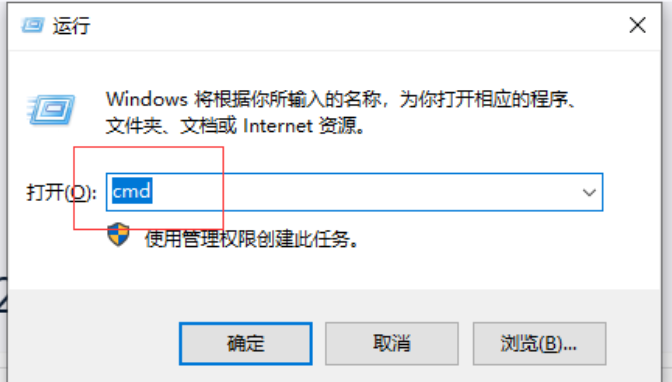 运行
Windows 将根据你所输入的名称，为你打开相应的程序、
文件夹、文档或 Internet 资源。
打开(O): cmd
使用管理权限创建此任务。
确定 取消 浏览(B)...